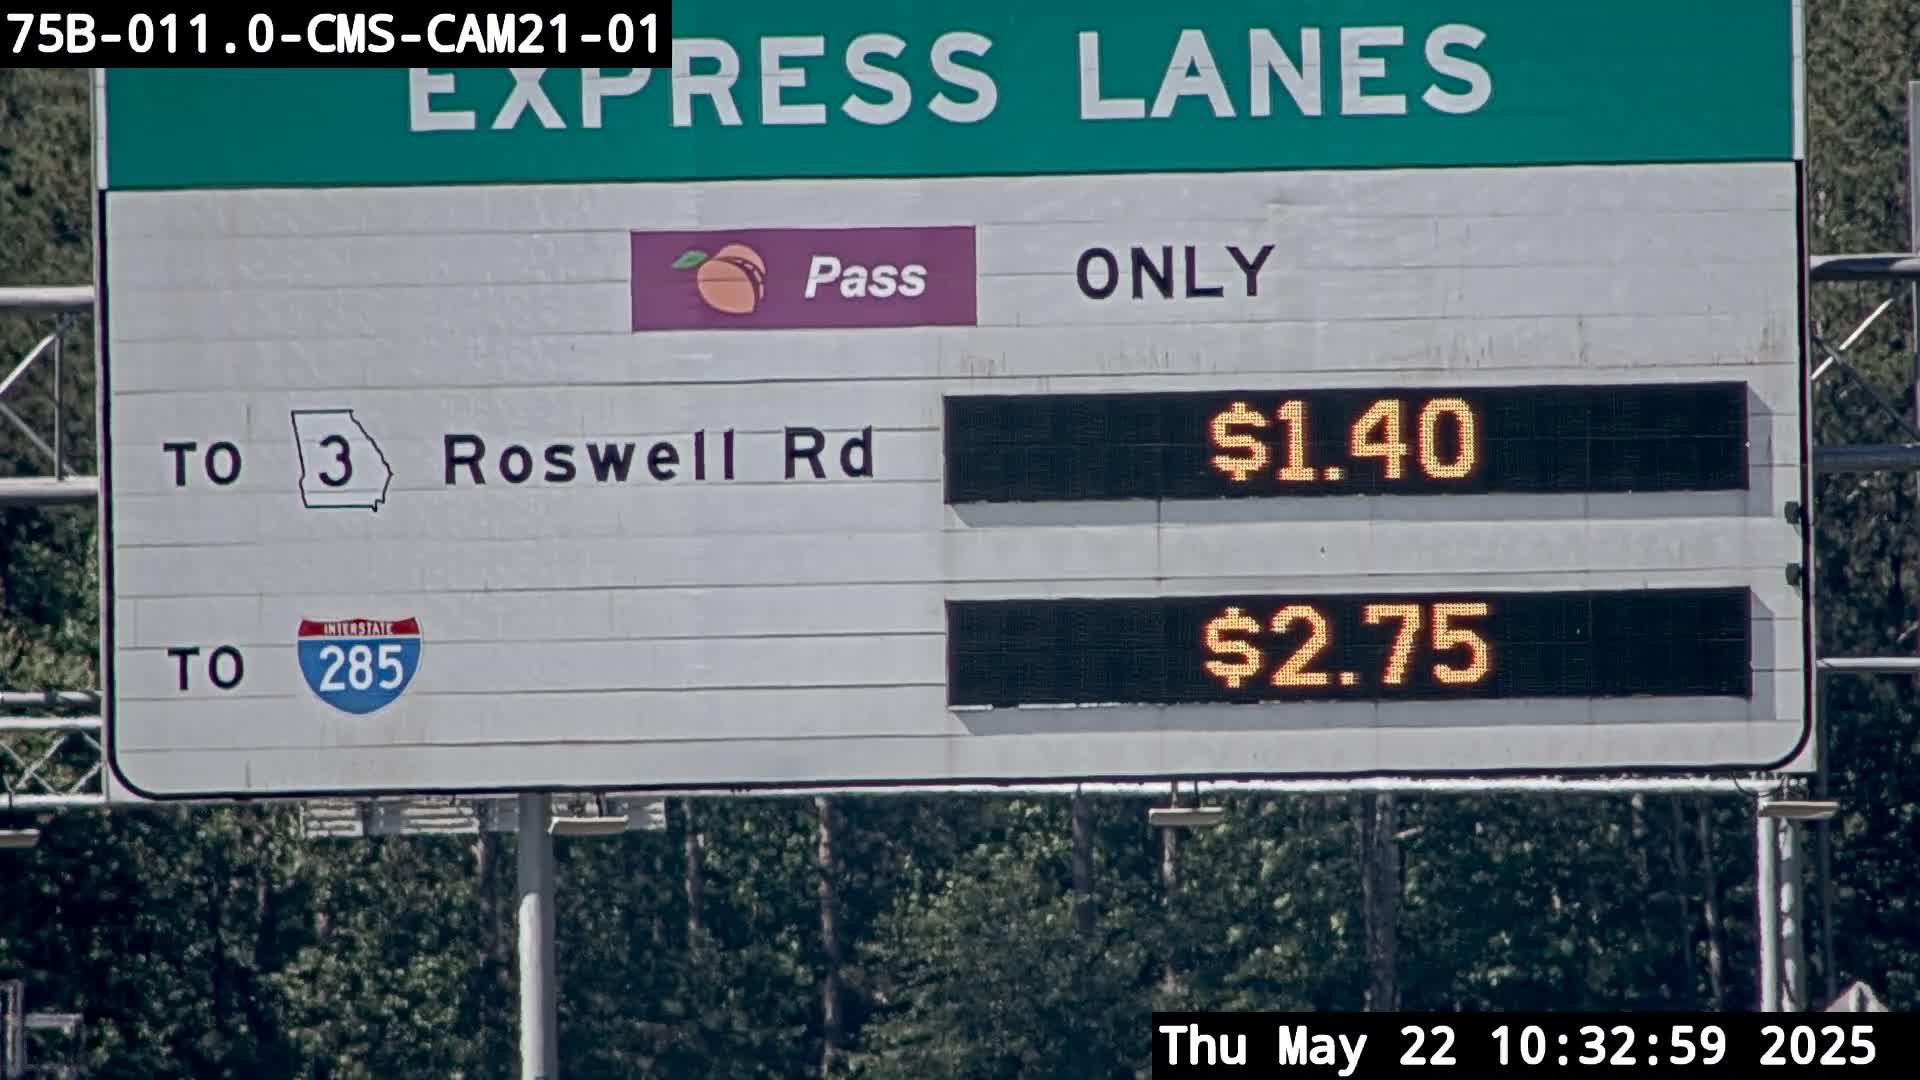 75B-011.0-CMS-CAM21-01
EXPRESS LANES
Pass ONLY
TO 3 Roswell Rd $1.40
TO INTERSTATE 285 $2.75
Thu May 22 10:32:59 2025